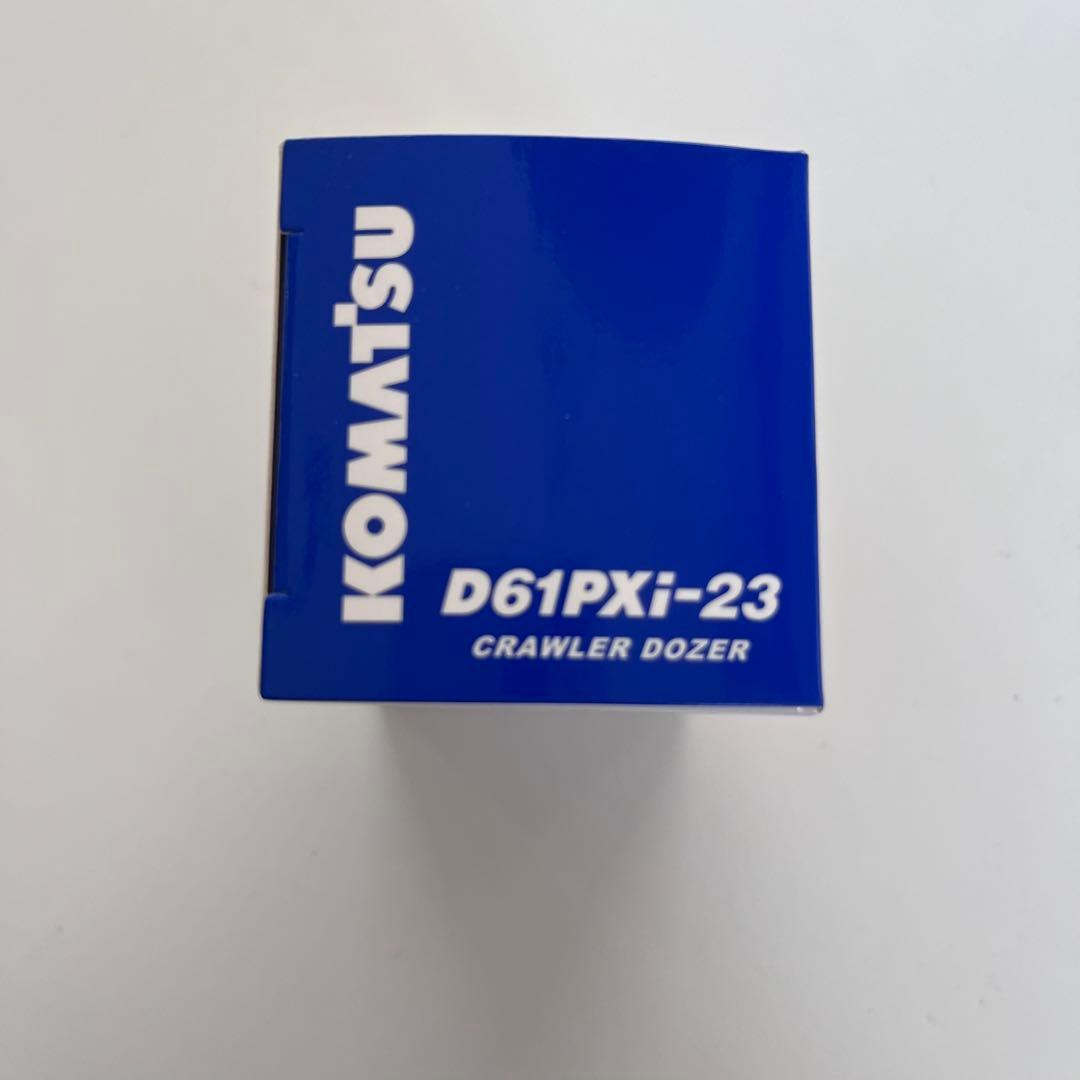 KOMATSU
D61PXi-23
CRAWLER DOZER